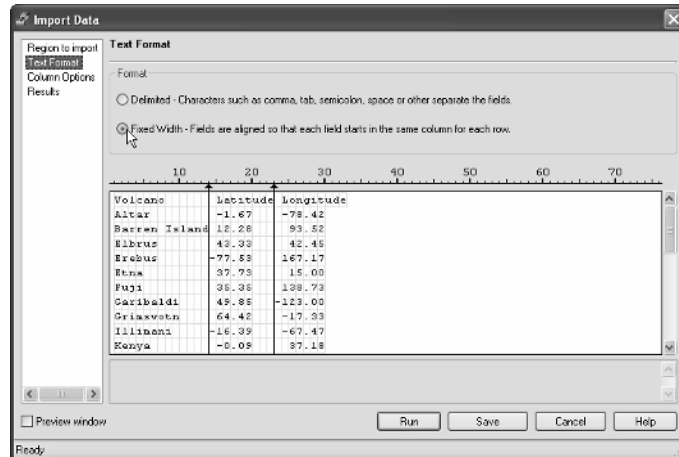 Import Data
Region to import
Text Format
Column Options
Results
Text Format
Format
Delimited - Characters such as comma, tab, semicolon, space or other separate the fields.
Fixed Width - Fields are aligned so that each field starts in the same column for each row.
10 20 30 40 50 60 70
Volcano Latitude Longitude
Altar -1.67 -78.42
Barren Island 12.28 93.52
Elbrus 43.33 42.45
Erebus -77.53 167.17
Etna 37.73 15.00
Fuji 35.35 138.73
Garibaldi 49.85 -123.00
Grimsvotn 64.42 -17.33
Illimani -16.39 -67.47
Kenya -0.09 37.18
Preview window
Run Save Cancel Help
Ready